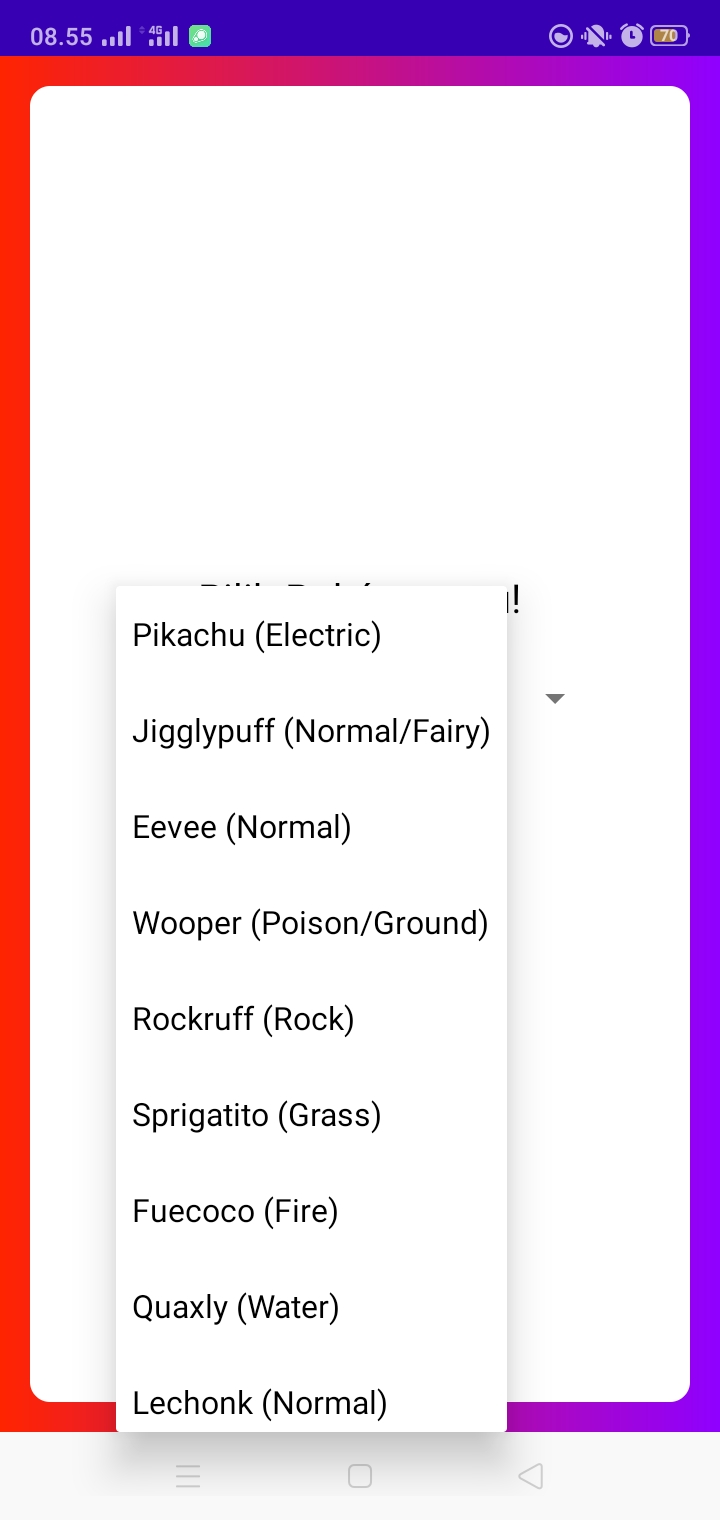 08.55
4G
70
!
Pikachu (Electric)
Jigglypuff (Normal/Fairy)
Eevee (Normal)
Wooper (Poison/Ground)
Rockruff (Rock)
Sprigatito (Grass)
Fuecoco (Fire)
Quaxly (Water)
Lechonk (Normal)